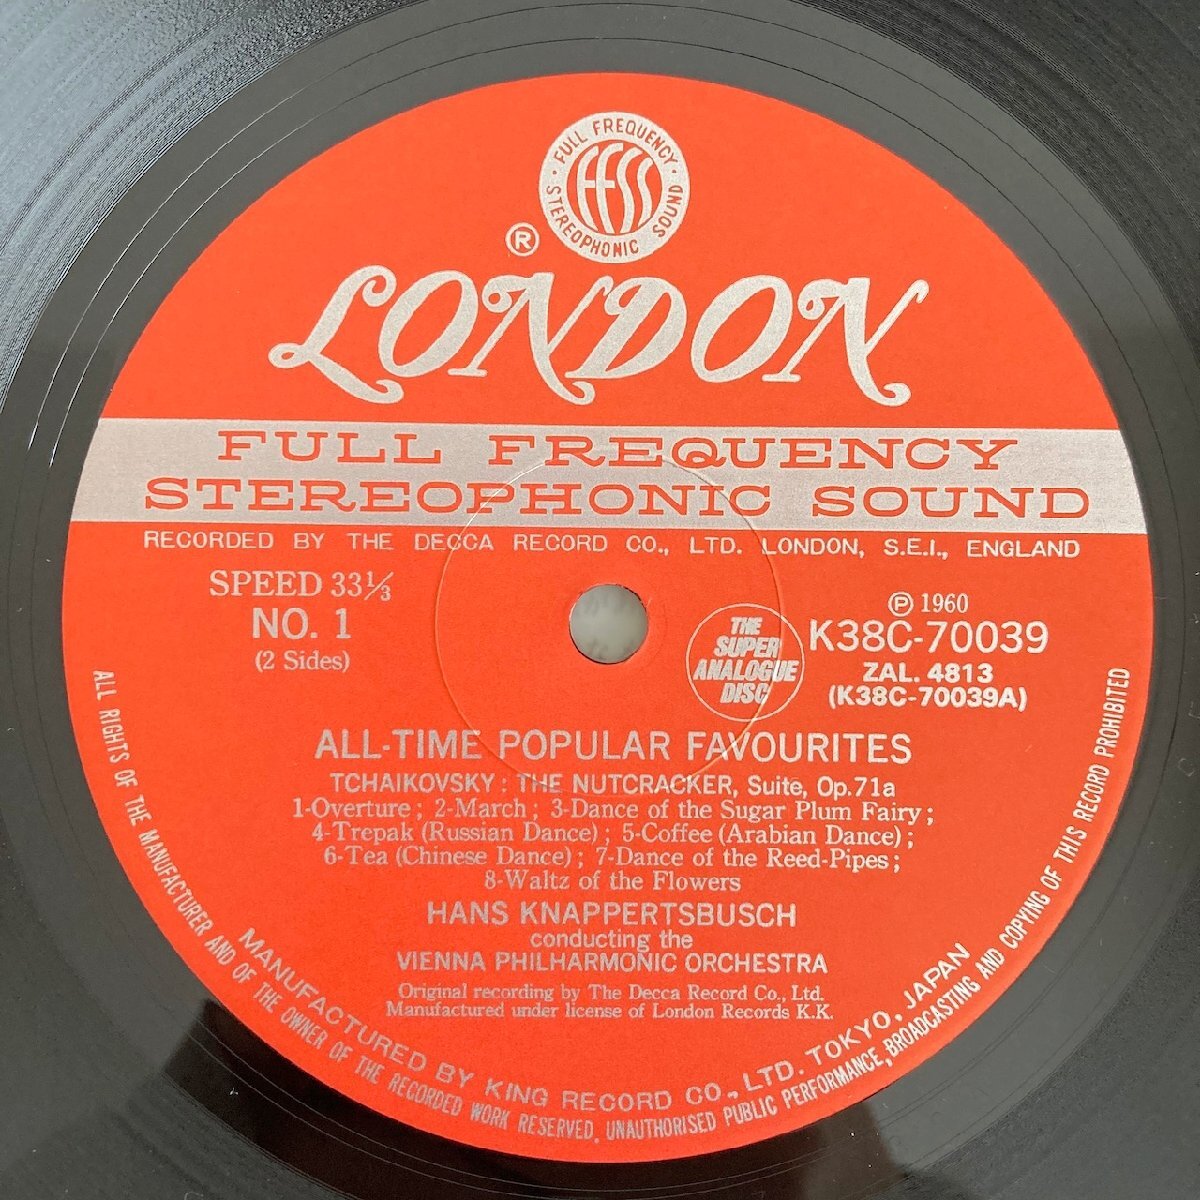 FULL FREQUENCY
FFSS
STEREOPHONIC SOUND
®
LONDON
FULL FREQUENCY
STEREOPHONIC SOUND
RECORDED BY THE DECCA RECORD CO., LTD. LONDON, S.E.I., ENGLAND
SPEED 33⅓
NO. 1
(2 Sides)
THE
SUPER
ANALOGUE
DISC
Ⓟ 1960
K38C-70039
ZAL. 4813
(K38C-70039A)
ALL-TIME POPULAR FAVOURITES
TCHAIKOVSKY : THE NUTCRACKER, Suite, Op.71a
1-Overture ; 2-March ; 3-Dance of the Sugar Plum Fairy ;
4-Trepak (Russian Dance) ; 5-Coffee (Arabian Dance) ;
6-Tea (Chinese Dance) ; 7-Dance of the Reed-Pipes ;
8-Waltz of the Flowers
HANS KNAPPERTSBUSCH
conducting the
VIENNA PHILHARMONIC ORCHESTRA
Original recording by The Decca Record Co., Ltd.
Manufactured under license of London Records K.K.
MANUFACTURED BY KING RECORD CO., LTD. TOKYO, JAPAN
ALL RIGHTS OF THE MANUFACTURER AND OF THE OWNER OF THE RECORDED WORK RESERVED. UNAUTHORISED PUBLIC PERFORMANCE, BROADCASTING AND COPYING OF THIS RECORD PROHIBITED